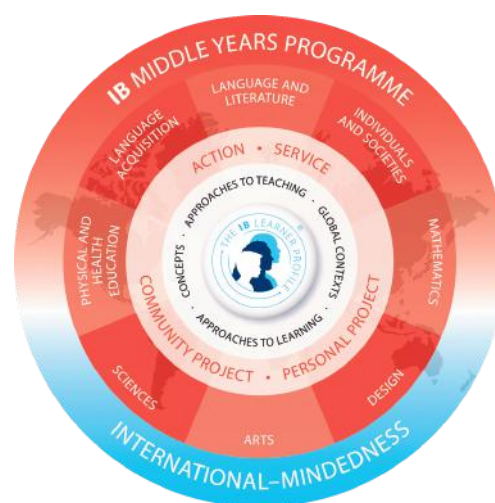 IB MIDDLE YEARS PROGRAMME
LANGUAGE AND
LITERATURE
INDIVIDUALS
AND SOCIETIES
MATHEMATICS
DESIGN
ARTS
SCIENCES
PHYSICAL AND
HEALTH
EDUCATION
LANGUAGE
ACQUISITION
ACTION • SERVICE
PERSONAL PROJECT
•
COMMUNITY PROJECT
APPROACHES TO TEACHING ·
GLOBAL CONTEXTS ·
APPROACHES TO LEARNING ·
CONCEPTS ·
THE IB LEARNER PROFILE ®
INTERNATIONAL–MINDEDNESS